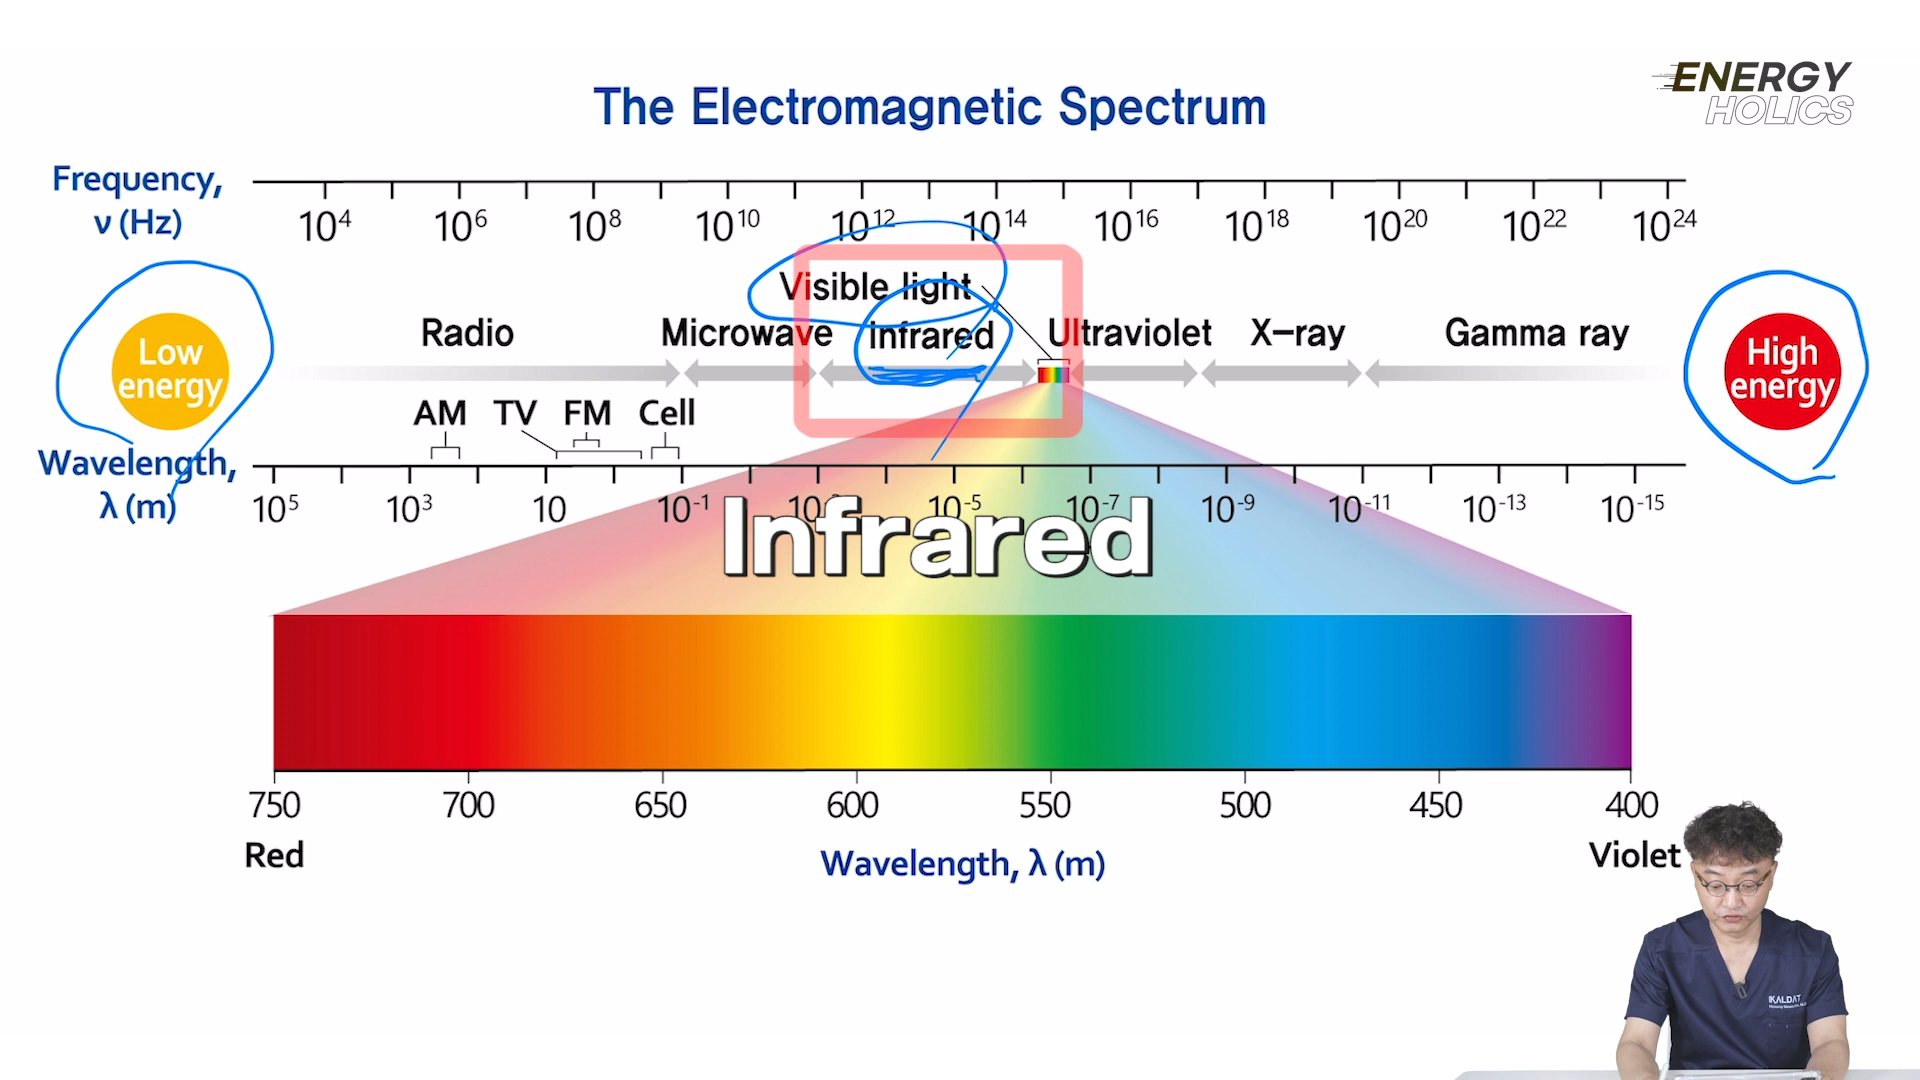 ENERGY
HOLICS
The Electromagnetic Spectrum
Frequency,
ν (Hz)
10⁴ 10⁶ 10⁸ 10¹⁰ 10¹² 10¹⁴ 10¹⁶ 10¹⁸ 10²⁰ 10²² 10²⁴
Visible light
Radio Microwave Infrared Ultraviolet X-ray Gamma ray
Low
energy
High
energy
AM TV FM Cell
Wavelength,
λ (m)
10⁵ 10³ 10 10⁻¹ 10⁻⁵ 10⁻⁷ 10⁻⁹ 10⁻¹¹ 10⁻¹³ 10⁻¹⁵
Infrared
750 700 650 600 550 500 450 400
Red Violet
Wavelength, λ (m)
KALDAT